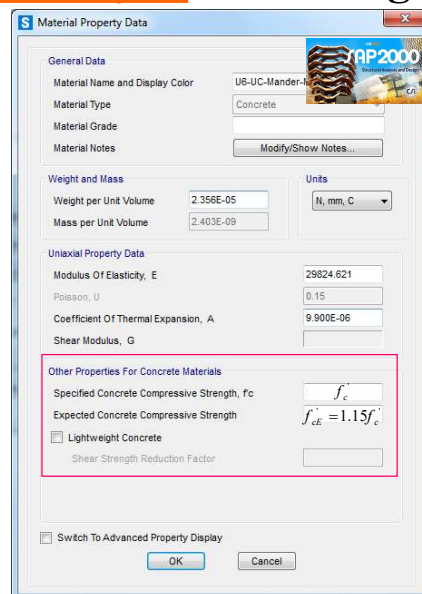 Material Property Data
SAP2000
Structural Analysis and Design
General Data
Material Name and Display Color U6-UC-Mander-
Material Type Concrete
Material Grade
Material Notes Modify/Show Notes...
Weight and Mass Units
Weight per Unit Volume 2.356E-05 N, mm, C
Mass per Unit Volume 2.403E-09
Uniaxial Property Data
Modulus Of Elasticity, E 29824.621
Poisson, U 0.15
Coefficient Of Thermal Expansion, A 9.900E-06
Shear Modulus, G
Other Properties For Concrete Materials
Specified Concrete Compressive Strength, f'c f'c
Expected Concrete Compressive Strength f'cE = 1.15f'c
Lightweight Concrete
Shear Strength Reduction Factor
Switch To Advanced Property Display
OK Cancel